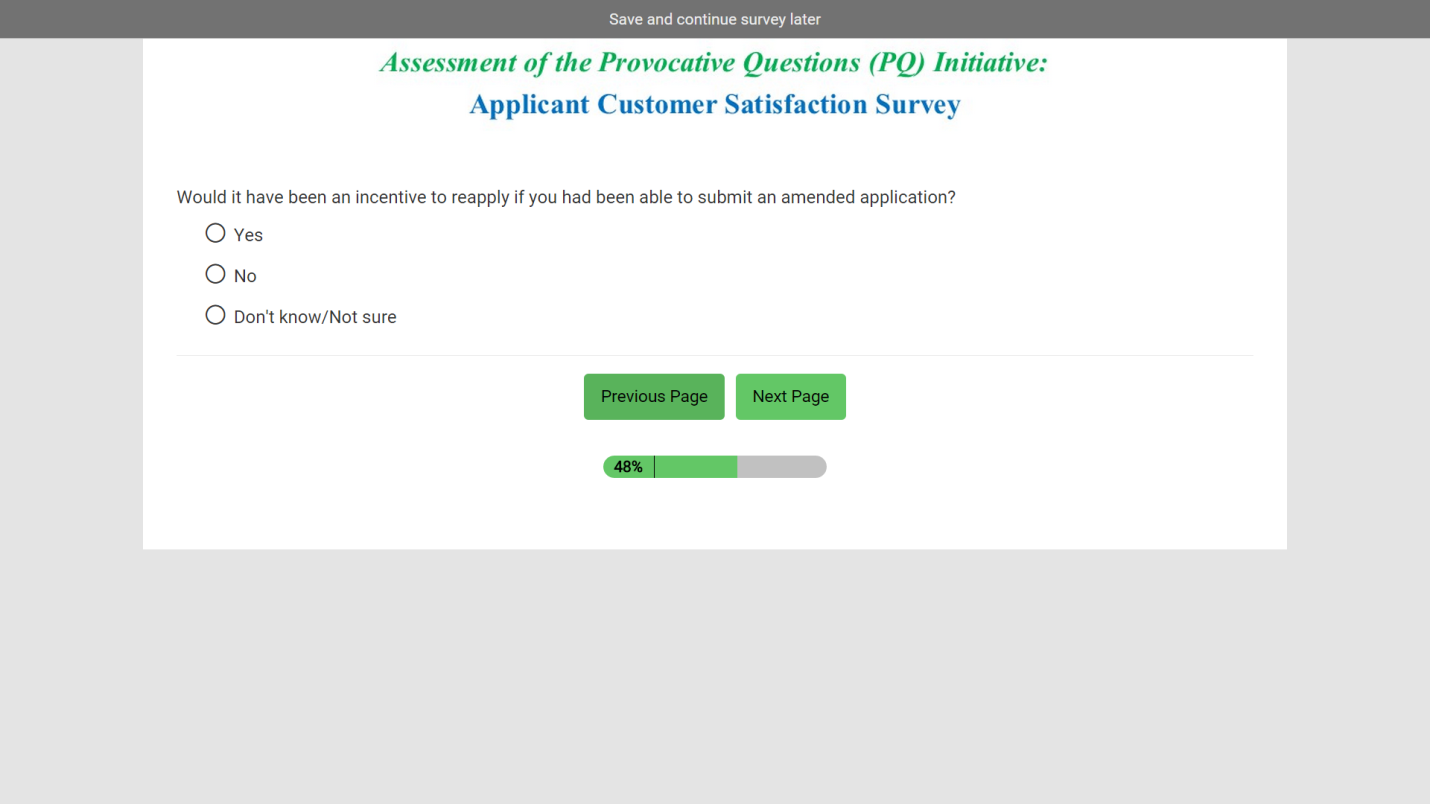 Save and continue survey later
Assessment of the Provocative Questions (PQ) Initiative:
Applicant Customer Satisfaction Survey
Would it have been an incentive to reapply if you had been able to submit an amended application?
Yes
No
Don't know/Not sure
Previous Page Next Page
48%